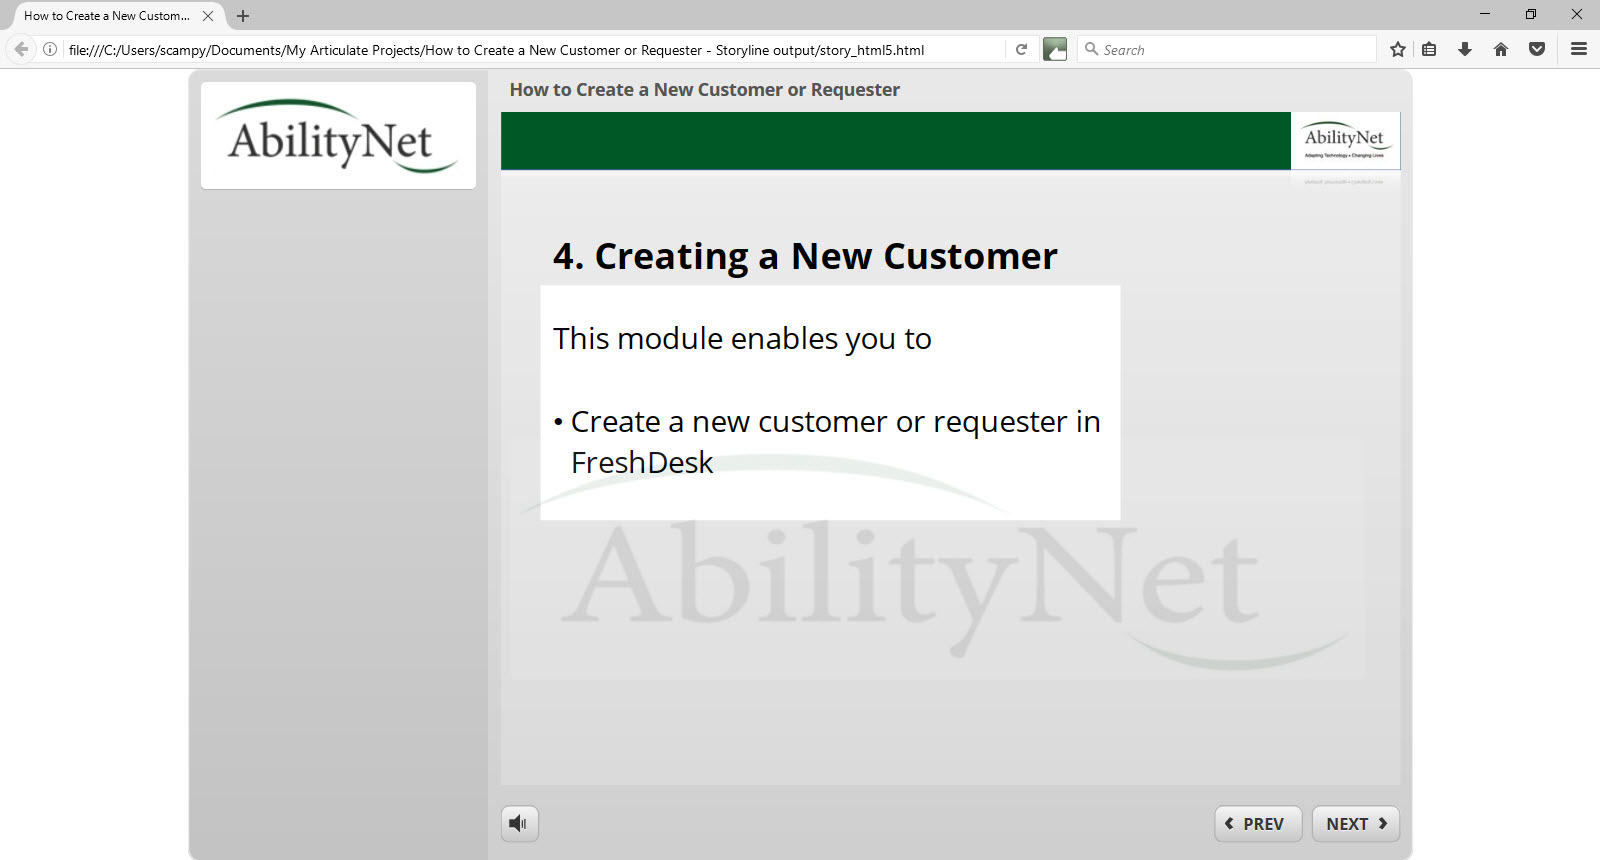 How to Create a New Custom...
file:///C:/Users/scampy/Documents/My Articulate Projects/How to Create a New Customer or Requester - Storyline output/story_html5.html
Search
AbilityNet
How to Create a New Customer or Requester
AbilityNet
Adapting Technology • Changing Lives
4. Creating a New Customer
This module enables you to
• Create a new customer or requester in
FreshDesk
AbilityNet
PREV
NEXT